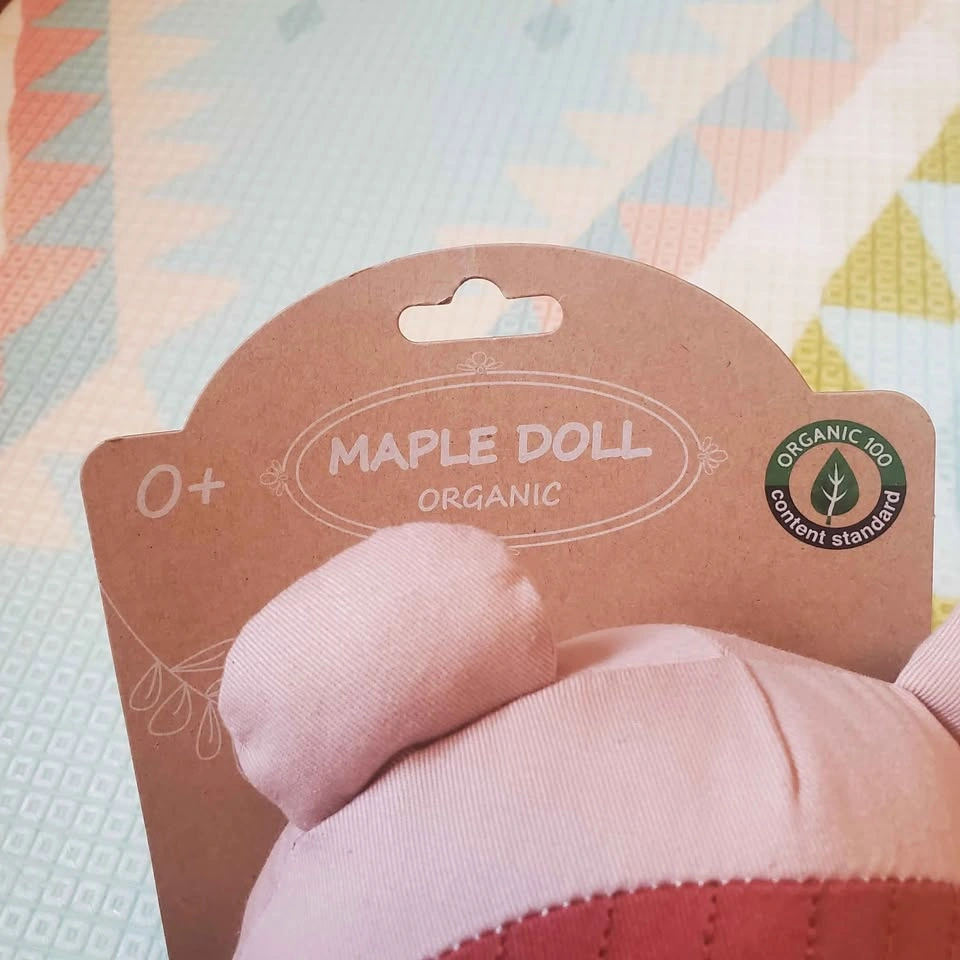 MAPLE DOLL
ORGANIC
0+
ORGANIC 100
content standard